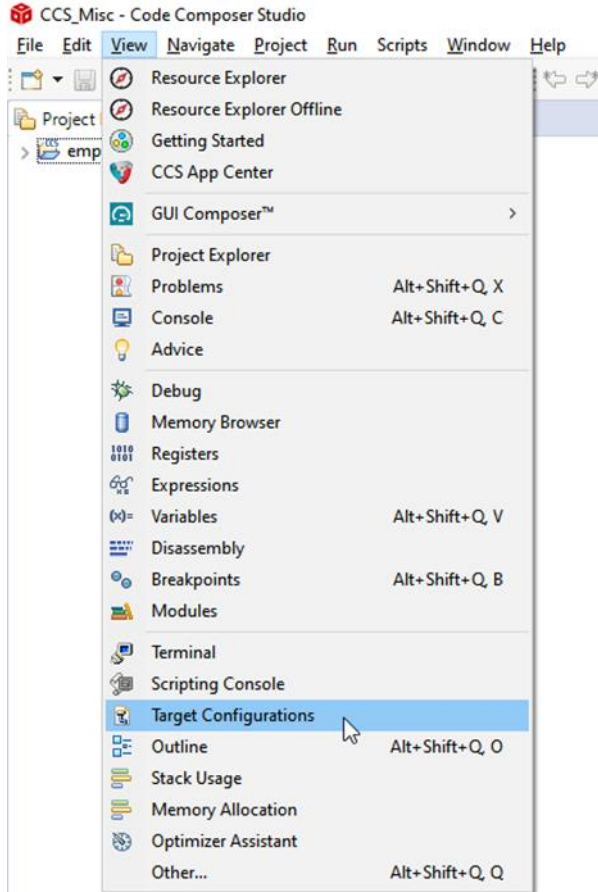 CCS_Misc - Code Composer Studio
File Edit View Navigate Project Run Scripts Window Help
Project
emp
Resource Explorer
Resource Explorer Offline
Getting Started
CCS App Center
GUI Composer™ >
Project Explorer
Problems Alt+Shift+Q, X
Console Alt+Shift+Q, C
Advice
Debug
Memory Browser
Registers
Expressions
Variables Alt+Shift+Q, V
Disassembly
Breakpoints Alt+Shift+Q, B
Modules
Terminal
Scripting Console
Target Configurations
Outline Alt+Shift+Q, O
Stack Usage
Memory Allocation
Optimizer Assistant
Other... Alt+Shift+Q, Q